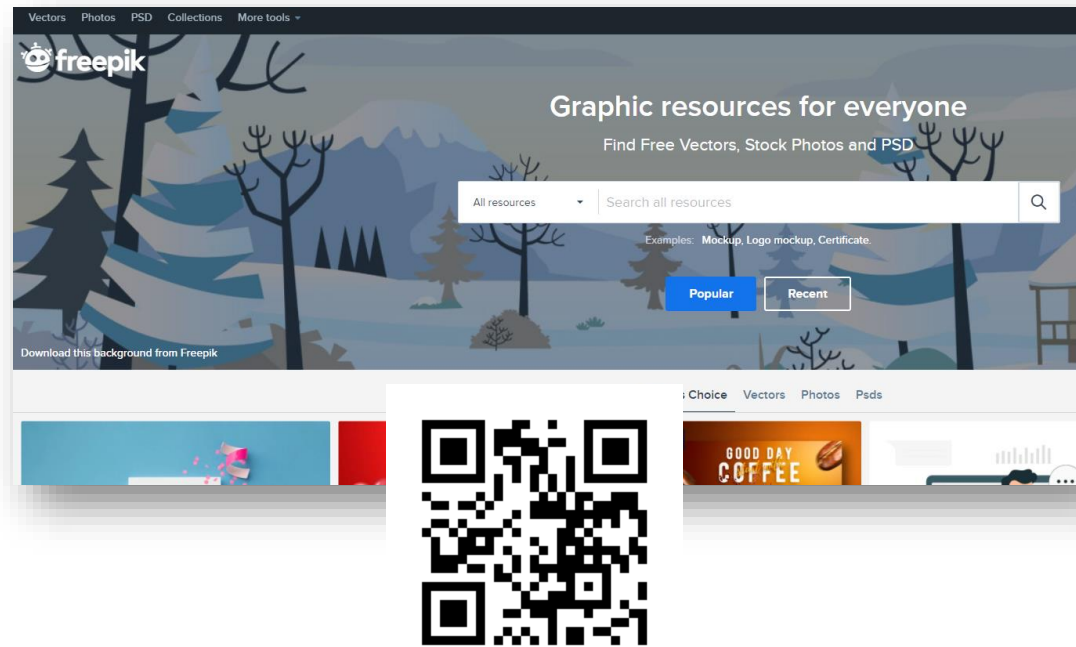 Vectors Photos PSD Collections More tools
freepik
Graphic resources for everyone
Find Free Vectors, Stock Photos and PSD
All resources Search all resources
Examples: Mockup, Logo mockup, Certificate.
Popular Recent
Download this background from Freepik
Choice Vectors Photos Psds
GOOD DAY
COFFEE